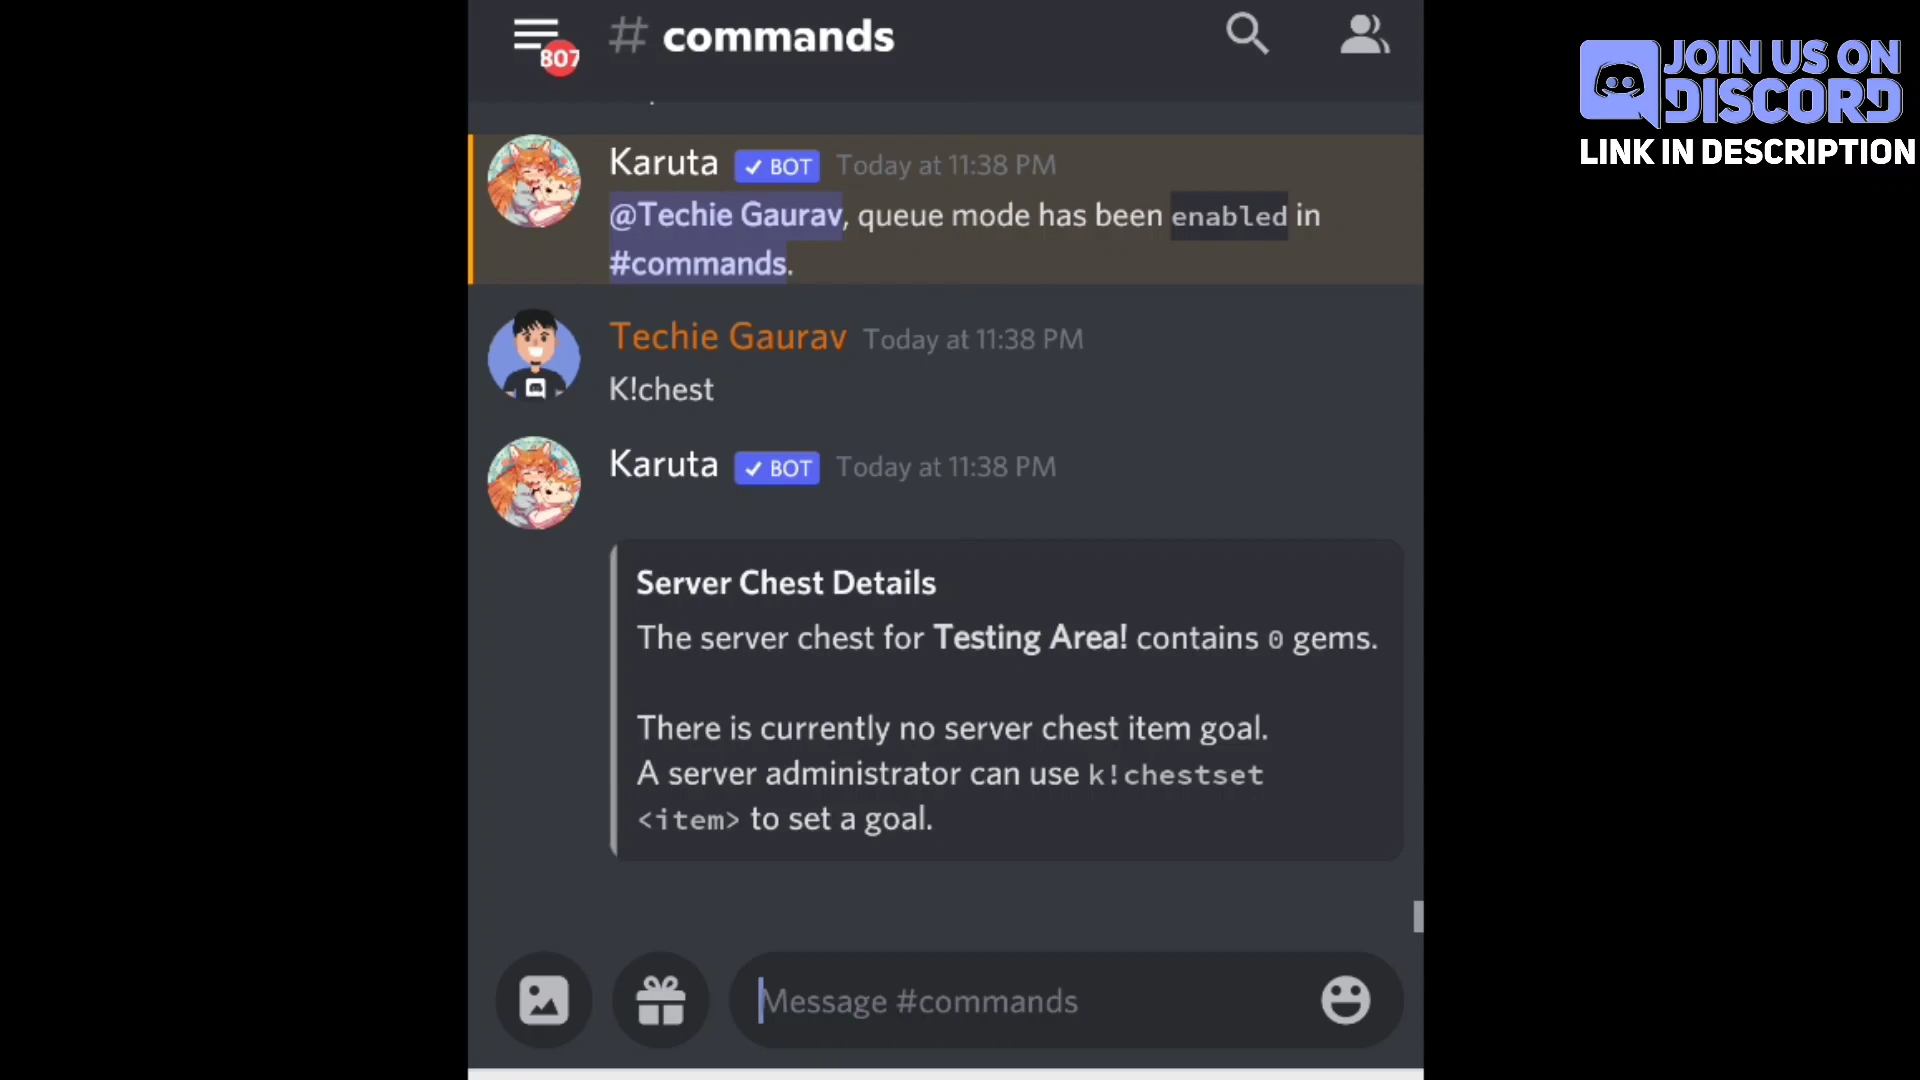 807
# commands
Karuta ✓ BOT Today at 11:38 PM
@Techie Gaurav, queue mode has been enabled in
#commands.
Techie Gaurav Today at 11:38 PM
K!chest
Karuta ✓ BOT Today at 11:38 PM
Server Chest Details
The server chest for Testing Area! contains 0 gems.
There is currently no server chest item goal.
A server administrator can use k!chestset
<item> to set a goal.
Message #commands
JOIN US ON
DISCORD
LINK IN DESCRIPTION